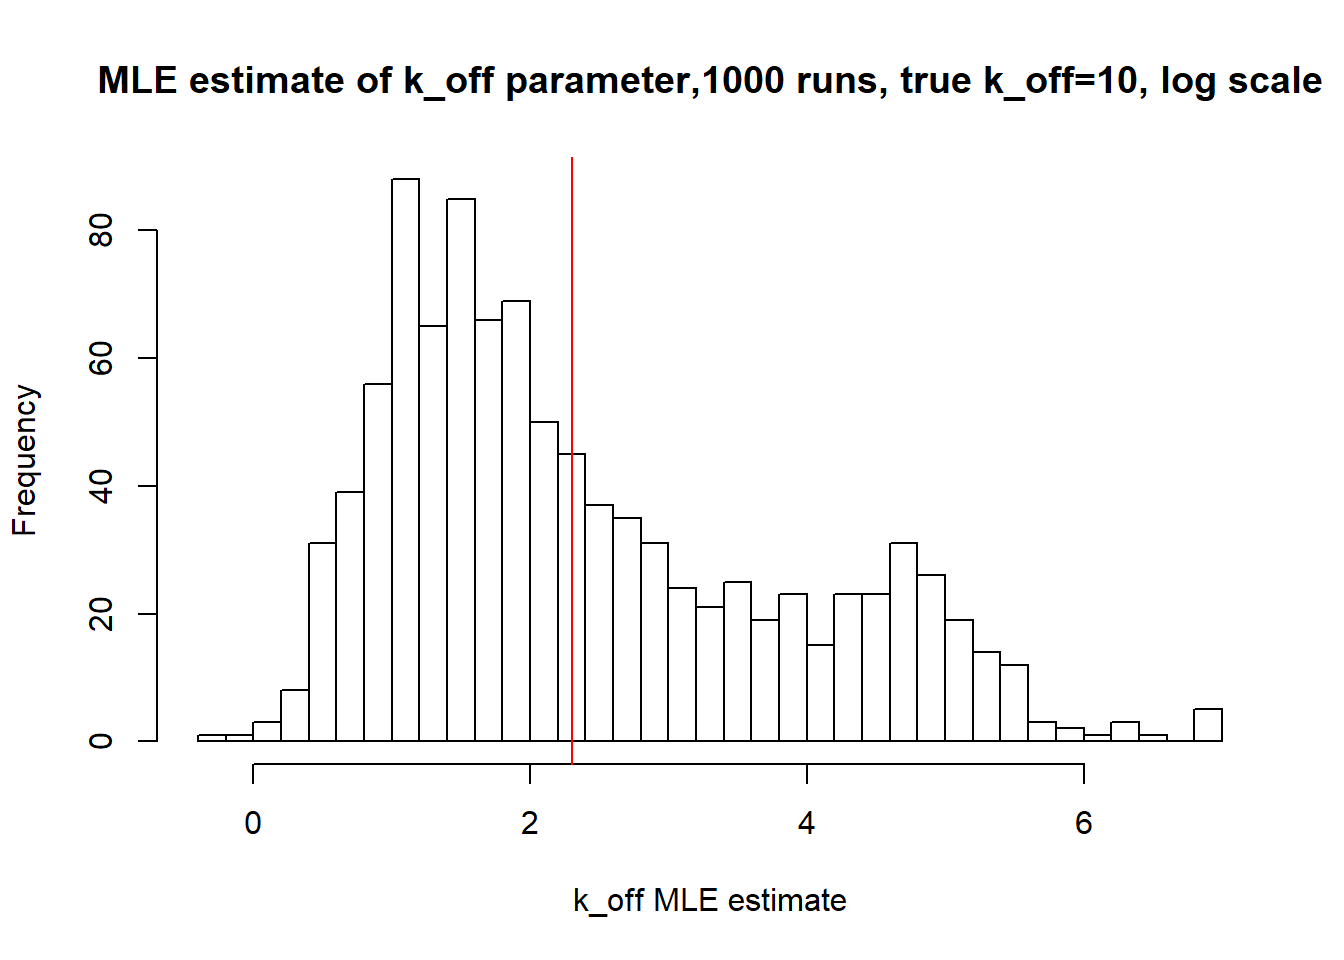 MLE estimate of k_off parameter,1000 runs, true k_off=10, log scale
Frequency
80
60
40
20
0
0 2 4 6
k_off MLE estimate